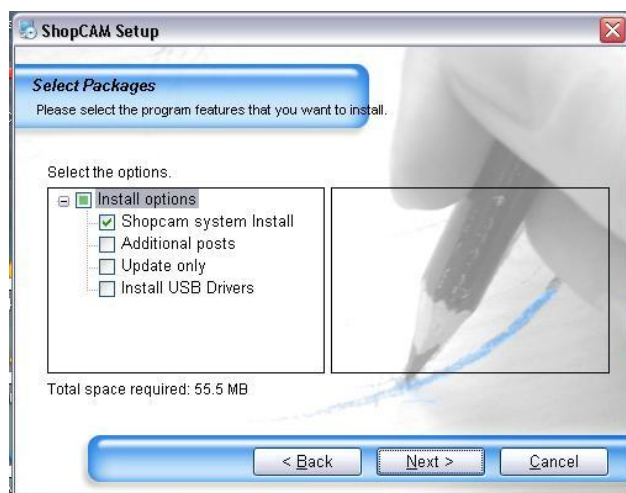 ShopCAM Setup
Select Packages
Please select the program features that you want to install.
Select the options.
Install options
Shopcam system Install
Additional posts
Update only
Install USB Drivers
Total space required: 55.5 MB
< Back Next > Cancel